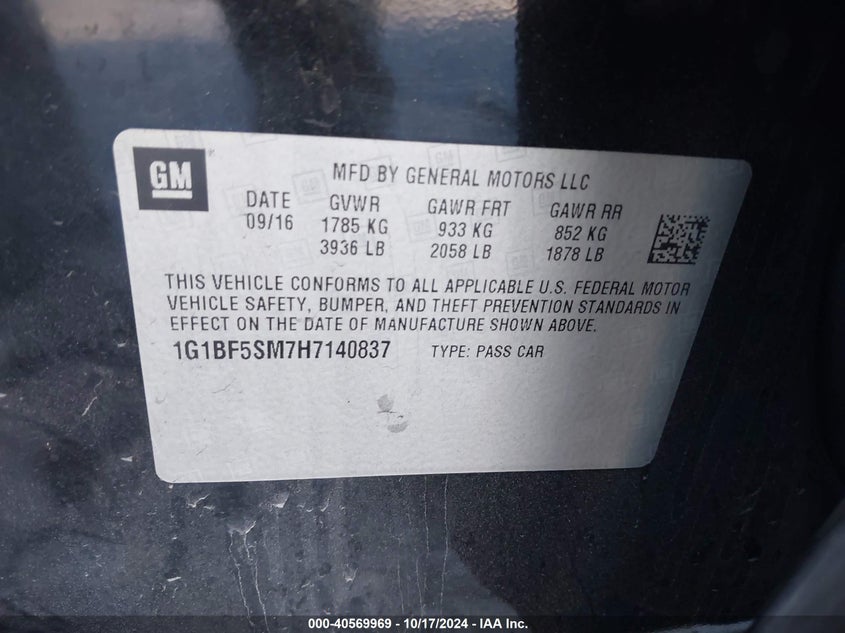 GM
MFD BY GENERAL MOTORS LLC
DATE GVWR GAWR FRT GAWR RR
09/16 1785 KG 933 KG 852 KG
3936 LB 2058 LB 1878 LB
THIS VEHICLE CONFORMS TO ALL APPLICABLE U.S. FEDERAL MOTOR
VEHICLE SAFETY, BUMPER, AND THEFT PREVENTION STANDARDS IN
EFFECT ON THE DATE OF MANUFACTURE SHOWN ABOVE.
1G1BF5SM7H7140837 TYPE: PASS CAR
000-40569969 - 10/17/2024 - IAA Inc.